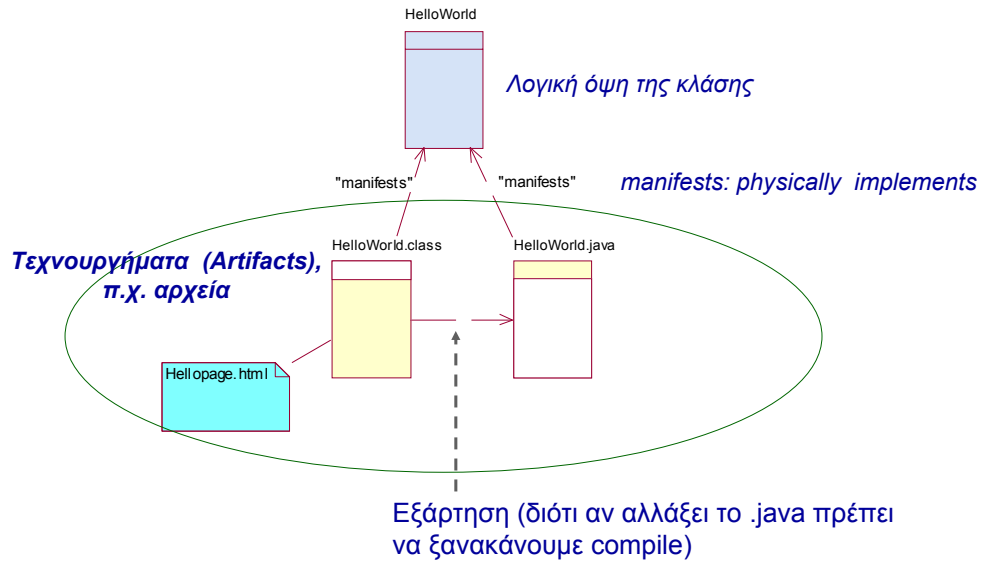 HelloWorld
Λογική όψη της κλάσης
"manifests" "manifests"
manifests: physically implements
HelloWorld.class
HelloWorld.java
Τεχνουργήματα (Artifacts),
π.χ. αρχεία
Hellopage.html
Εξάρτηση (διότι αν αλλάξει το .java πρέπει
να ξανακάνουμε compile)